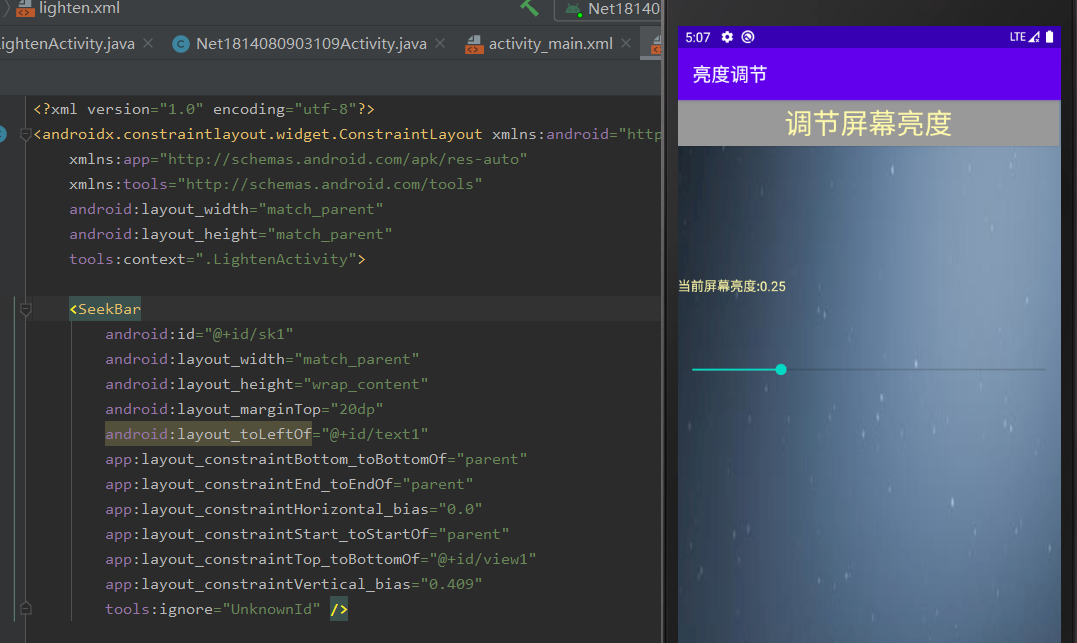 lighten.xml
Net18140
ightenActivity.java
Net1814080903109Activity.java
activity_main.xml
<?xml version="1.0" encoding="utf-8"?>
<androidx.constraintlayout.widget.ConstraintLayout xmlns:android="http
xmlns:app="http://schemas.android.com/apk/res-auto"
xmlns:tools="http://schemas.android.com/tools"
android:layout_width="match_parent"
android:layout_height="match_parent"
tools:context=".LightenActivity">
<SeekBar
android:id="@+id/sk1"
android:layout_width="match_parent"
android:layout_height="wrap_content"
android:layout_marginTop="20dp"
android:layout_toLeftOf="@+id/text1"
app:layout_constraintBottom_toBottomOf="parent"
app:layout_constraintEnd_toEndOf="parent"
app:layout_constraintHorizontal_bias="0.0"
app:layout_constraintStart_toStartOf="parent"
app:layout_constraintTop_toBottomOf="@+id/view1"
app:layout_constraintVertical_bias="0.409"
tools:ignore="UnknownId" />
5:07
LTE
亮度调节
调节屏幕亮度
当前屏幕亮度:0.25